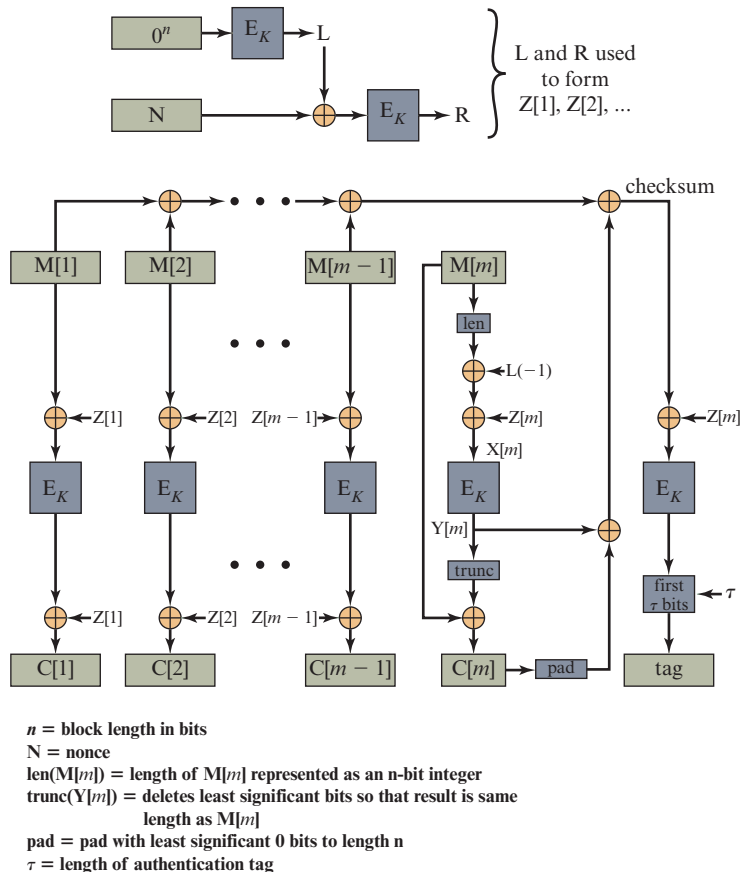 0ⁿ
E_K
L
N
E_K
R
L and R used
to form
Z[1], Z[2], ...
checksum
M[1]
M[2]
M[m − 1]
M[m]
len
L(−1)
Z[1]
Z[2]
Z[m − 1]
Z[m]
Z[m]
X[m]
E_K
E_K
E_K
E_K
E_K
Y[m]
trunc
first
τ bits
τ
Z[1]
Z[2]
Z[m − 1]
C[1]
C[2]
C[m − 1]
C[m]
pad
tag
n = block length in bits
N = nonce
len(M[m]) = length of M[m] represented as an n-bit integer
trunc(Y[m]) = deletes least significant bits so that result is same
length as M[m]
pad = pad with least significant 0 bits to length n
τ = length of authentication tag